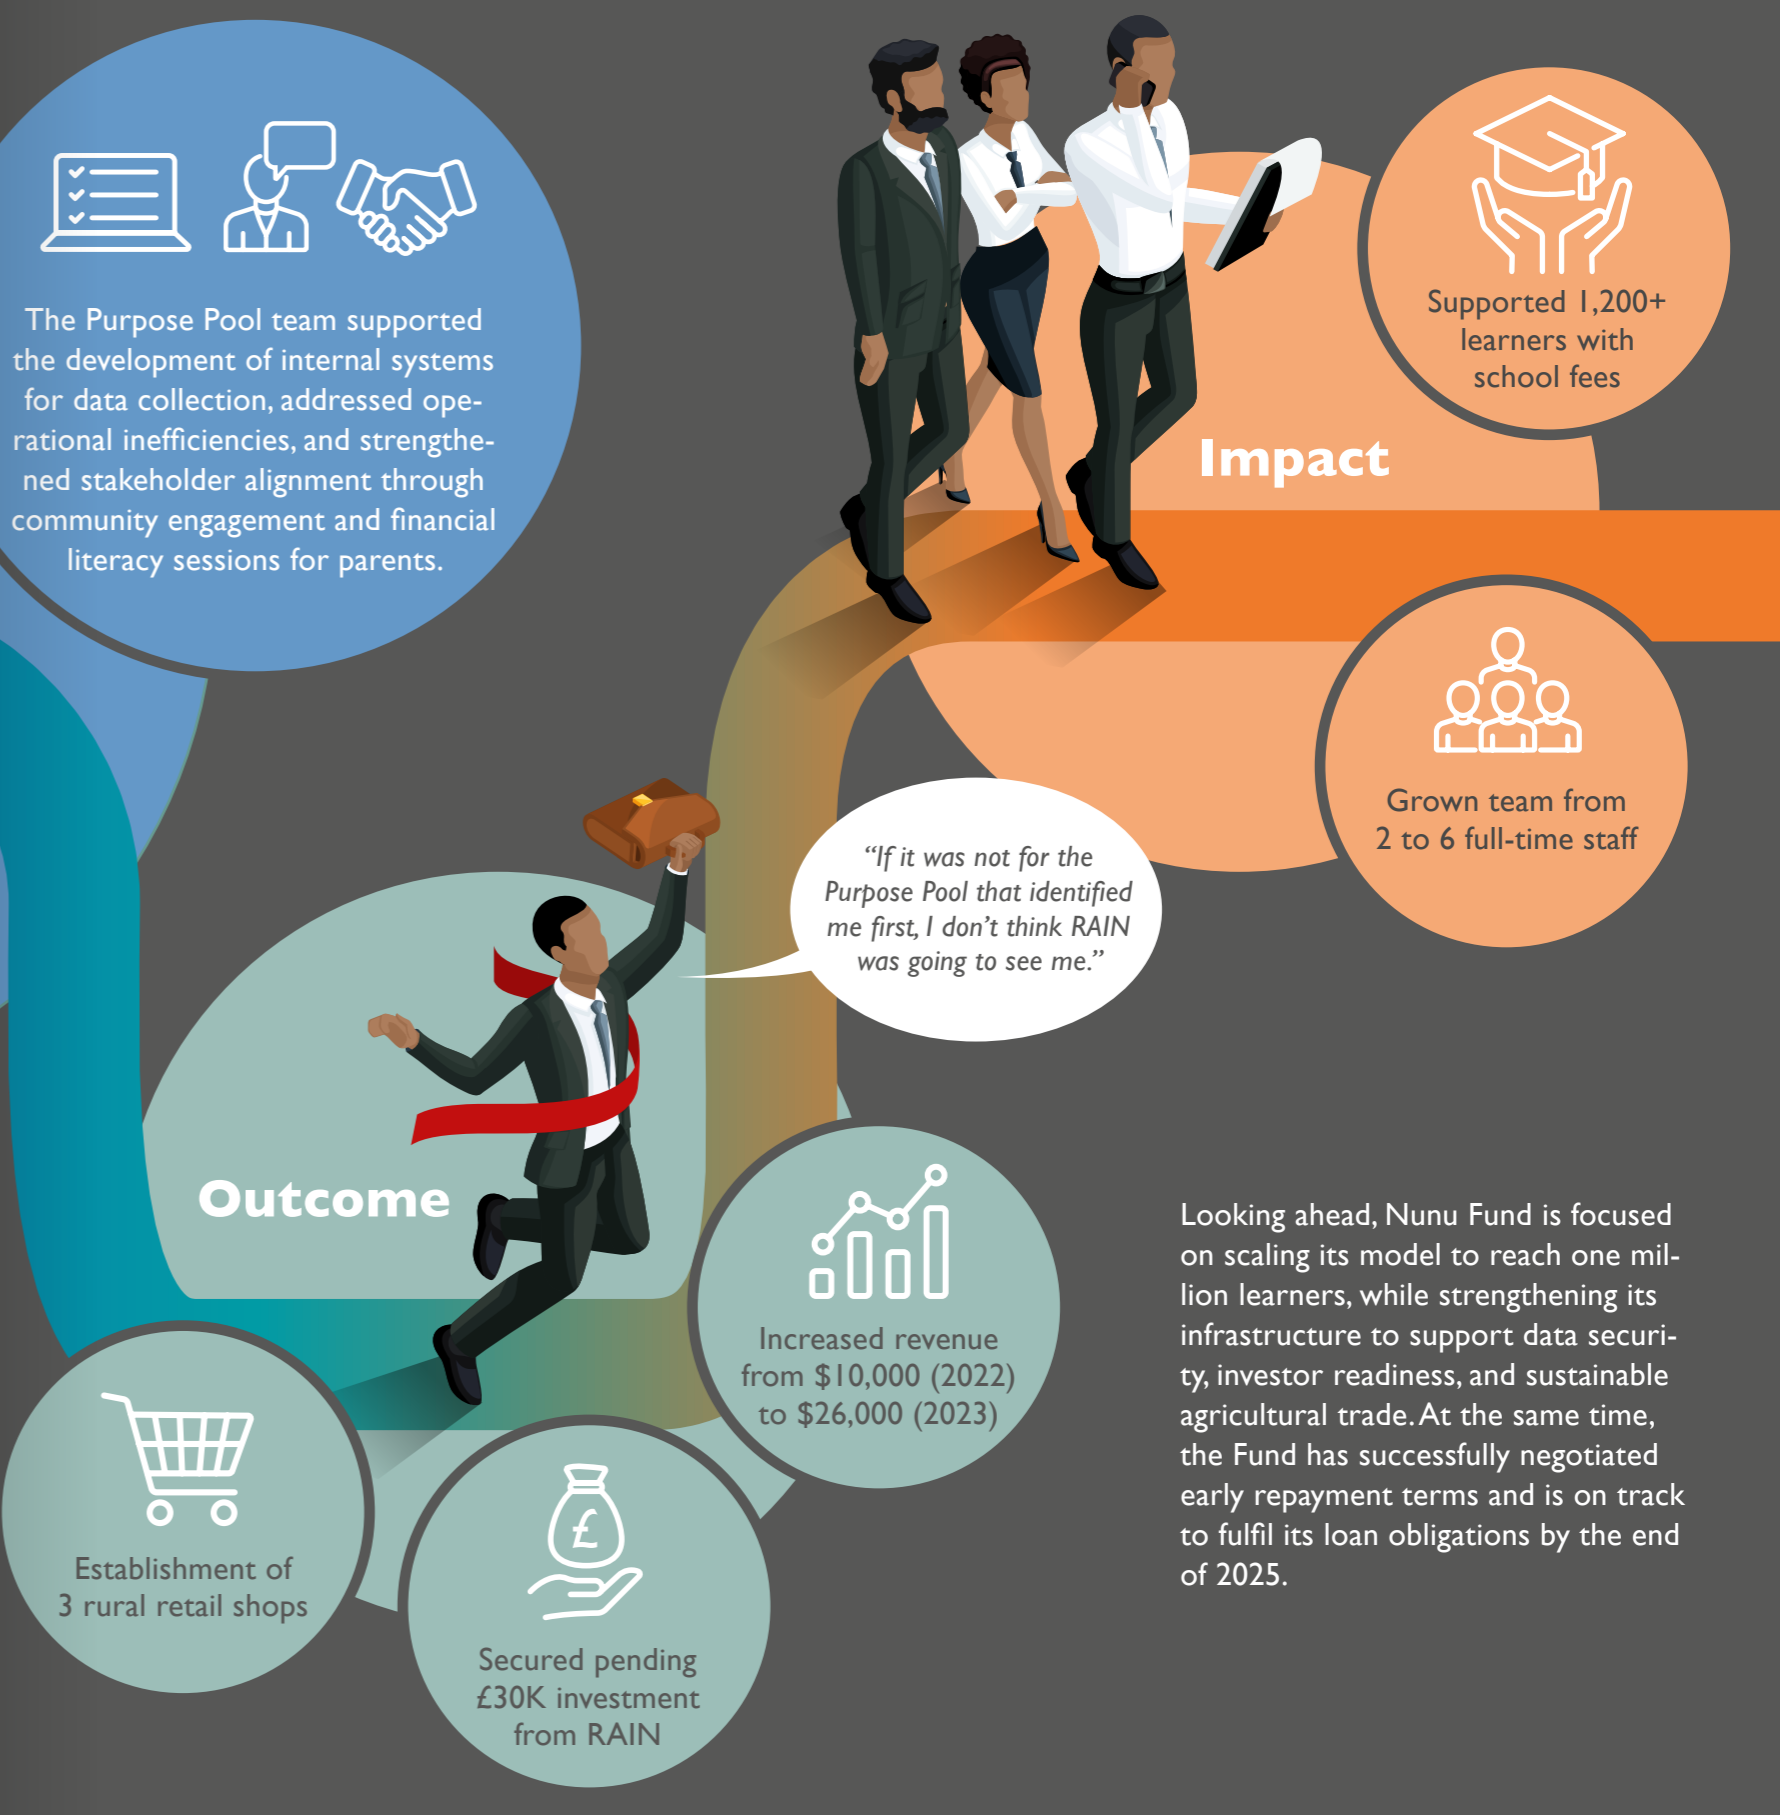 The Purpose Pool team supported
the development of internal systems
for data collection, addressed ope-
rational inefficiencies, and strengthe-
ned stakeholder alignment through
community engagement and financial
literacy sessions for parents.
Supported 1,200+
learners with
school fees
Impact
Grown team from
2 to 6 full-time staff
“If it was not for the
Purpose Pool that identified
me first, I don’t think RAIN
was going to see me.”
Outcome
Increased revenue
from $10,000 (2022)
to $26,000 (2023)
Establishment of
3 rural retail shops
£
Secured pending
£30K investment
from RAIN
Looking ahead, Nunu Fund is focused
on scaling its model to reach one mil-
lion learners, while strengthening its
infrastructure to support data securi-
ty, investor readiness, and sustainable
agricultural trade. At the same time,
the Fund has successfully negotiated
early repayment terms and is on track
to fulfil its loan obligations by the end
of 2025.